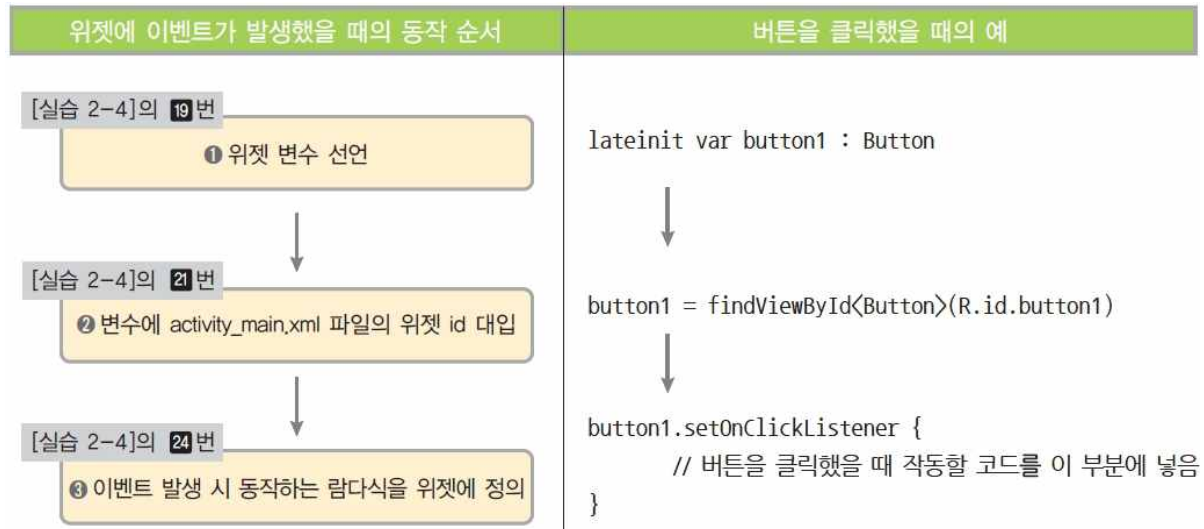 위젯에 이벤트가 발생했을 때의 동작 순서
버튼을 클릭했을 때의 예
[실습 2-4]의 19번
❶ 위젯 변수 선언
lateinit var button1 : Button
[실습 2-4]의 21번
❷ 변수에 activity_main.xml 파일의 위젯 id 대입
button1 = findViewById<Button>(R.id.button1)
[실습 2-4]의 24번
❸ 이벤트 발생 시 동작하는 람다식을 위젯에 정의
button1.setOnClickListener {
// 버튼을 클릭했을 때 작동할 코드를 이 부분에 넣음
}